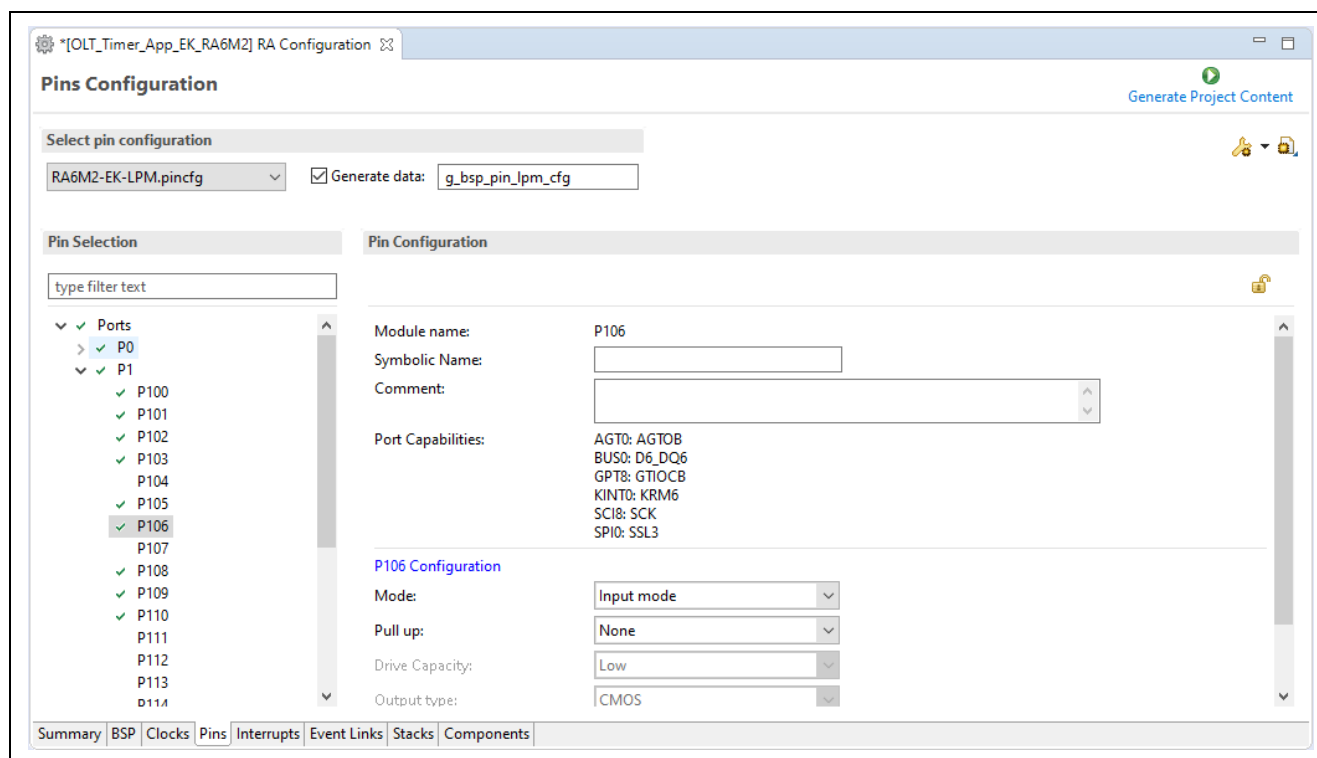 *[OLT_Timer_App_EK_RA6M2] RA Configuration
Pins Configuration
Generate Project Content
Select pin configuration
RA6M2-EK-LPM.pincfg
Generate data:
g_bsp_pin_lpm_cfg
Pin Selection
type filter text
Ports
P0
P1
P100
P101
P102
P103
P104
P105
P106
P107
P108
P109
P110
P111
P112
P113
P114
Pin Configuration
Module name: P106
Symbolic Name:
Comment:
Port Capabilities: AGT0: AGTOB
BUS0: D6_DQ6
GPT8: GTIOCB
KINT0: KRM6
SCI8: SCK
SPI0: SSL3
P106 Configuration
Mode: Input mode
Pull up: None
Drive Capacity: Low
Output type: CMOS
Summary BSP Clocks Pins Interrupts Event Links Stacks Components